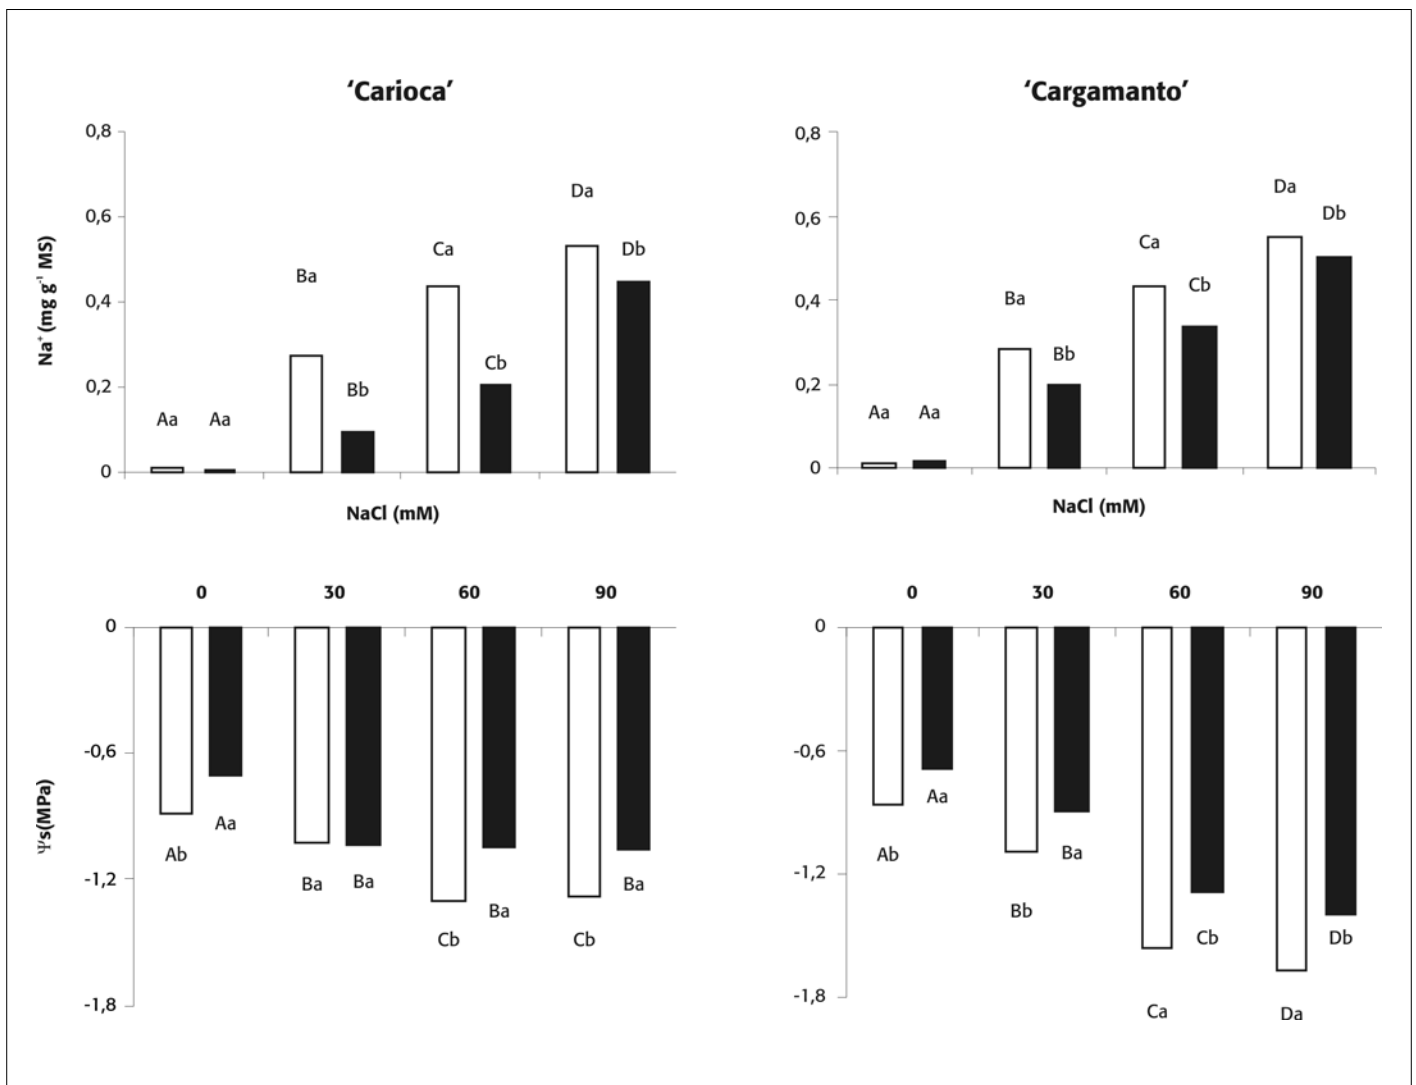 ‘Carioca’
0,8
0,6
0,4
0,2
0
Na⁺ (mg g⁻¹ MS)
Aa Aa Ba Bb Ca Cb Da Db
NaCl (mM)
‘Cargamanto’
0,8
0,6
0,4
0,2
0
Aa Aa Ba Bb Ca Cb Da Db
NaCl (mM)
0 30 60 90
0
-0,6
-1,2
-1,8
Ψs(MPa)
Ab Aa Ba Ba Cb Ba Cb Ba
0 30 60 90
0
-0,6
-1,2
-1,8
Ab Aa Bb Ba Ca Cb Da Db